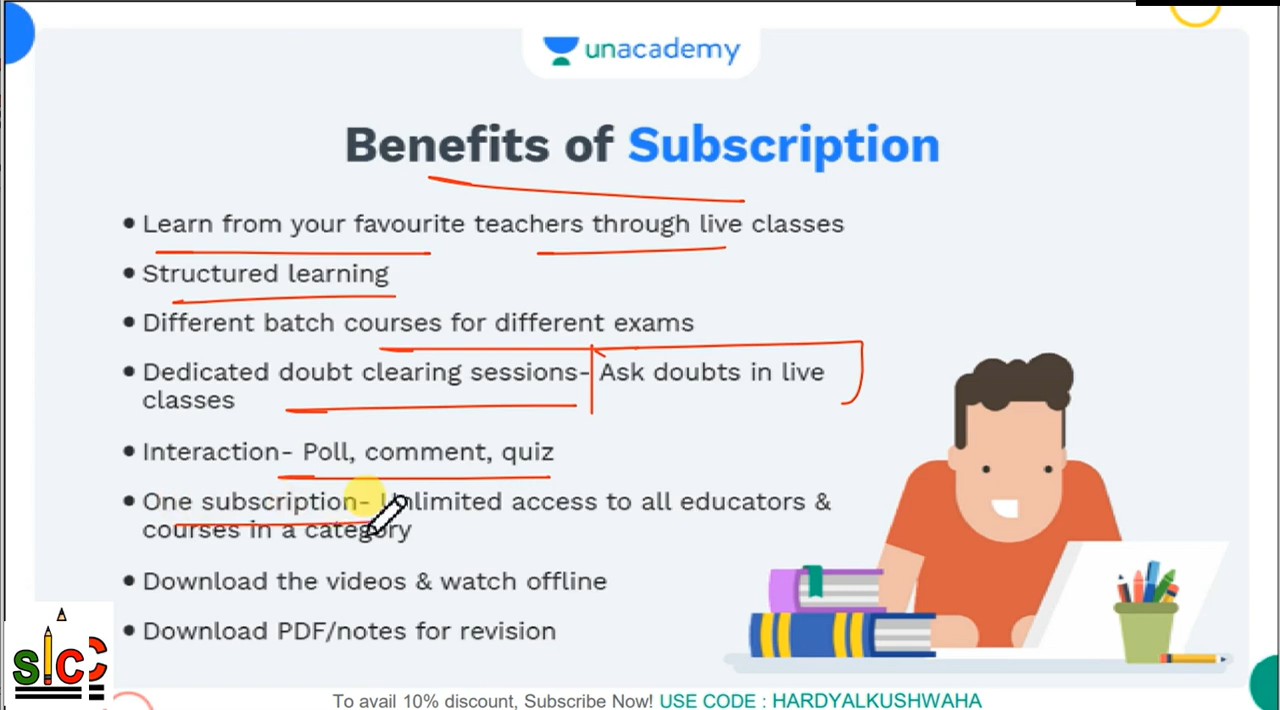 unacademy
Benefits of Subscription
• Learn from your favourite teachers through live classes
• Structured learning
• Different batch courses for different exams
• Dedicated doubt clearing sessions- Ask doubts in live
classes
• Interaction- Poll, comment, quiz
• One subscription- Unlimited access to all educators &
courses in a category
• Download the videos & watch offline
• Download PDF/notes for revision
sicc
To avail 10% discount, Subscribe Now! USE CODE : HARDYALKUSHWAHA